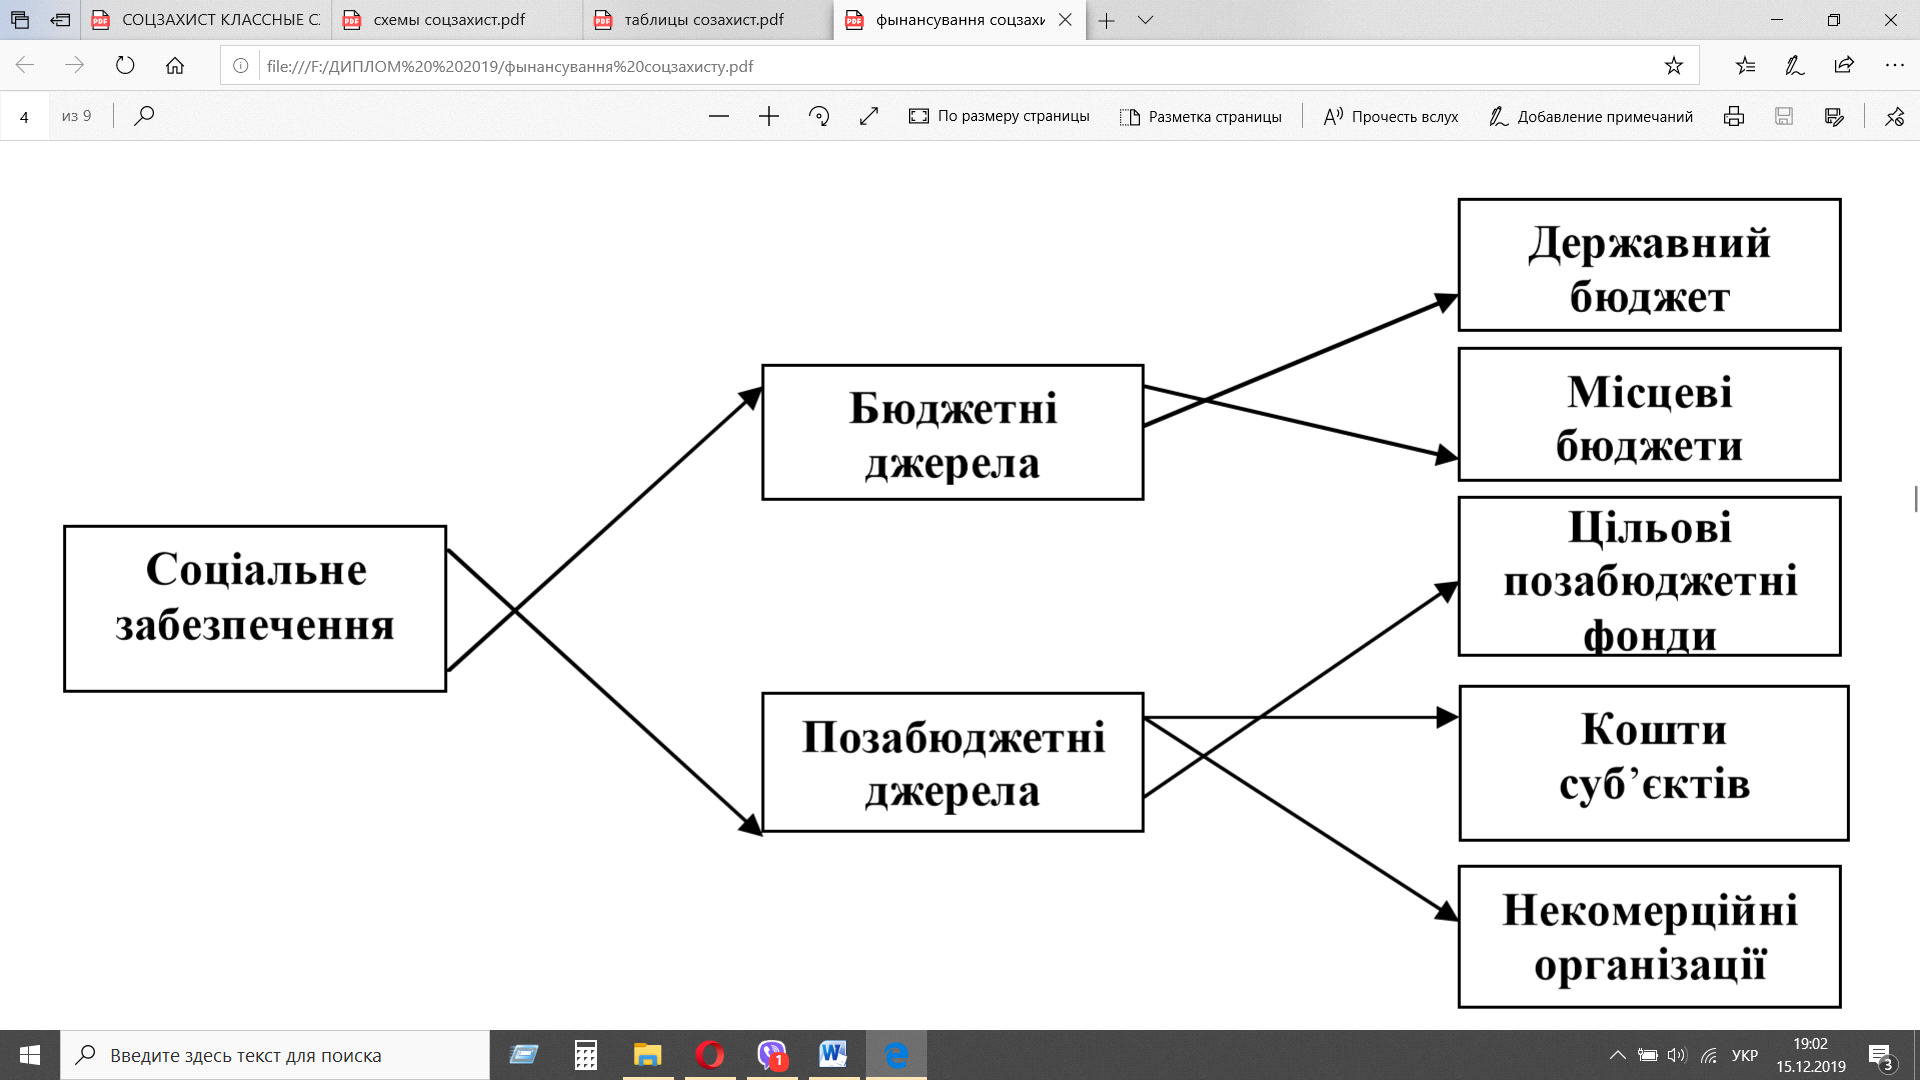 СОЦЗАХИСТ КЛАССНЫЕ С
схемы соцзахист.pdf
таблицы созахист.pdf
фынансування соцзахи
file:///F:/ДИПЛОМ%20%202019/фынансування%20соцзахисту.pdf
4 из 9
По размеру страницы
Разметка страницы
Прочесть вслух
Добавление примечаний
Соціальне
забезпечення
Бюджетні
джерела
Позабюджетні
джерела
Державний
бюджет
Місцеві
бюджети
Цільові
позабюджетні
фонди
Кошти
суб’єктів
Некомерційні
організації
Введите здесь текст для поиска
1
УКР
19:02
15.12.2019
3